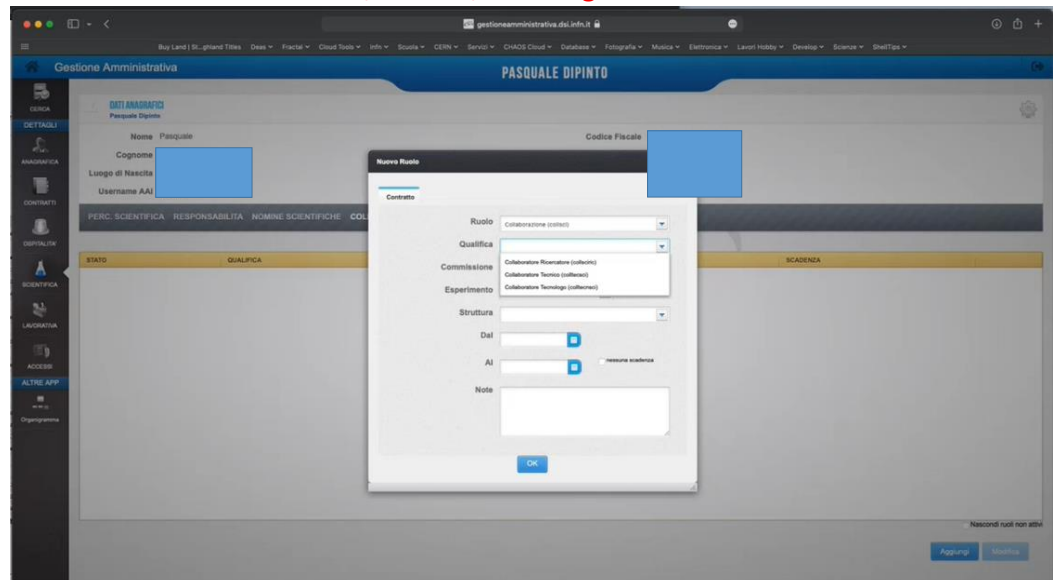 gestioneamministrativa.dsi.infn.it
Buy Land | St...ghtand Titles Deas Fractal Cloud Tools Infn Scuola CERN Servizi CHAOS Cloud Database Fotografia Musica Elettronica Lavori Hobby Develop Scienze ShellTips
Gestione Amministrativa
PASQUALE DIPINTO
CERCA
DETTAGLI
ANAGRAFICA
CONTRATTI
OSPITALITA'
SCIENTIFICA
LAVORATIVA
ACCESSI
ALTRE APP
Organigramma
DATI ANAGRAFICI
Pasquale Dipinto
Nome Pasquale
Codice Fiscale
Cognome
Luogo di Nascita
Username AAI
PERC. SCIENTIFICA RESPONSABILITA NOMINE SCIENTIFICHE COL
STATO QUALIFICA SCADENZA
Nuovo Ruolo
Contratto
Ruolo Collaborazione (collsci)
Qualifica
Collaboratore Ricercatore (collsciric)
Collaboratore Tecnico (colltecsci)
Collaboratore Tecnologo (colltecnsci)
Commissione
Esperimento
Struttura
Dal
Al nessuna scadenza
Note
OK
Nascondi ruoli non attivi
Aggiungi Modifica